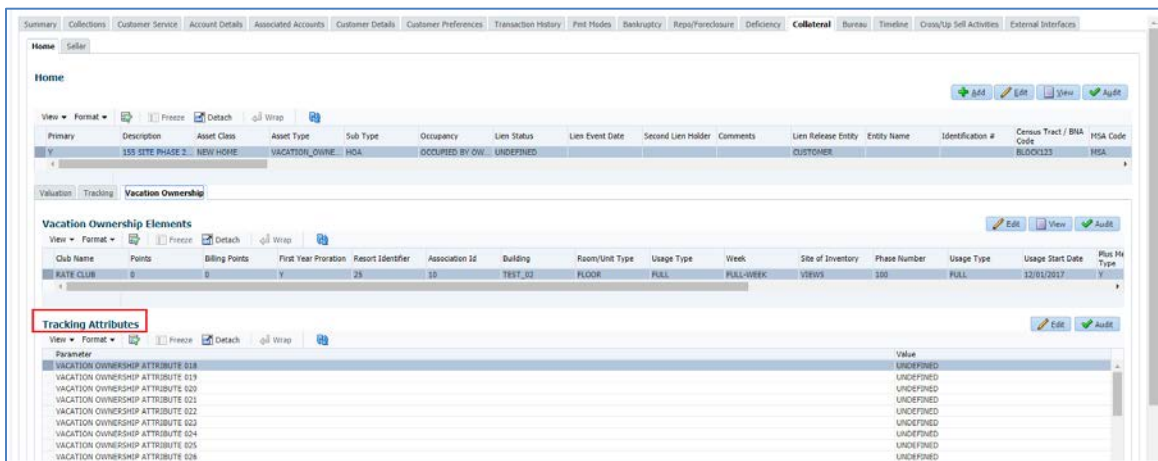 Summary Collections Customer Service Account Details Associated Accounts Customer Details Customer Preferences Transaction History Pmt Modes Bankruptcy Repo/Foreclosure Deficiency Collateral Bureau Timeline Cross/Up Sell Activities External Interfaces
Home Seller
Home
Add Edit View Audit
View Format Freeze Detach Wrap
Primary Description Asset Class Asset Type Sub Type Occupancy Lien Status Lien Event Date Second Lien Holder Comments Lien Release Entity Entity Name Identification # Census Tract / BNA Code MSA Code
Y 155 SITE PHASE 2... NEW HOME VACATION_OWNE... HOA OCCUPIED BY OW... UNDEFINED CUSTOMER BLOCK123 MSA
Valuation Tracking Vacation Ownership
Vacation Ownership Elements
Edit View Audit
View Format Freeze Detach Wrap
Club Name Points Billing Points First Year Proration Resort Identifier Association Id Building Room/Unit Type Usage Type Week Site of Inventory Phase Number Usage Type Usage Start Date Plus Me Type
RATE CLUB 0 0 Y 25 10 TEST_02 FLOOR FULL FULL-WEEK VIEWS 100 FULL 12/01/2017 Y
Tracking Attributes
Edit Audit
View Format Freeze Detach Wrap
Parameter Value
VACATION OWNERSHIP ATTRIBUTE 018 UNDEFINED
VACATION OWNERSHIP ATTRIBUTE 019 UNDEFINED
VACATION OWNERSHIP ATTRIBUTE 020 UNDEFINED
VACATION OWNERSHIP ATTRIBUTE 021 UNDEFINED
VACATION OWNERSHIP ATTRIBUTE 022 UNDEFINED
VACATION OWNERSHIP ATTRIBUTE 023 UNDEFINED
VACATION OWNERSHIP ATTRIBUTE 024 UNDEFINED
VACATION OWNERSHIP ATTRIBUTE 025 UNDEFINED
VACATION OWNERSHIP ATTRIBUTE 026 UNDEFINED